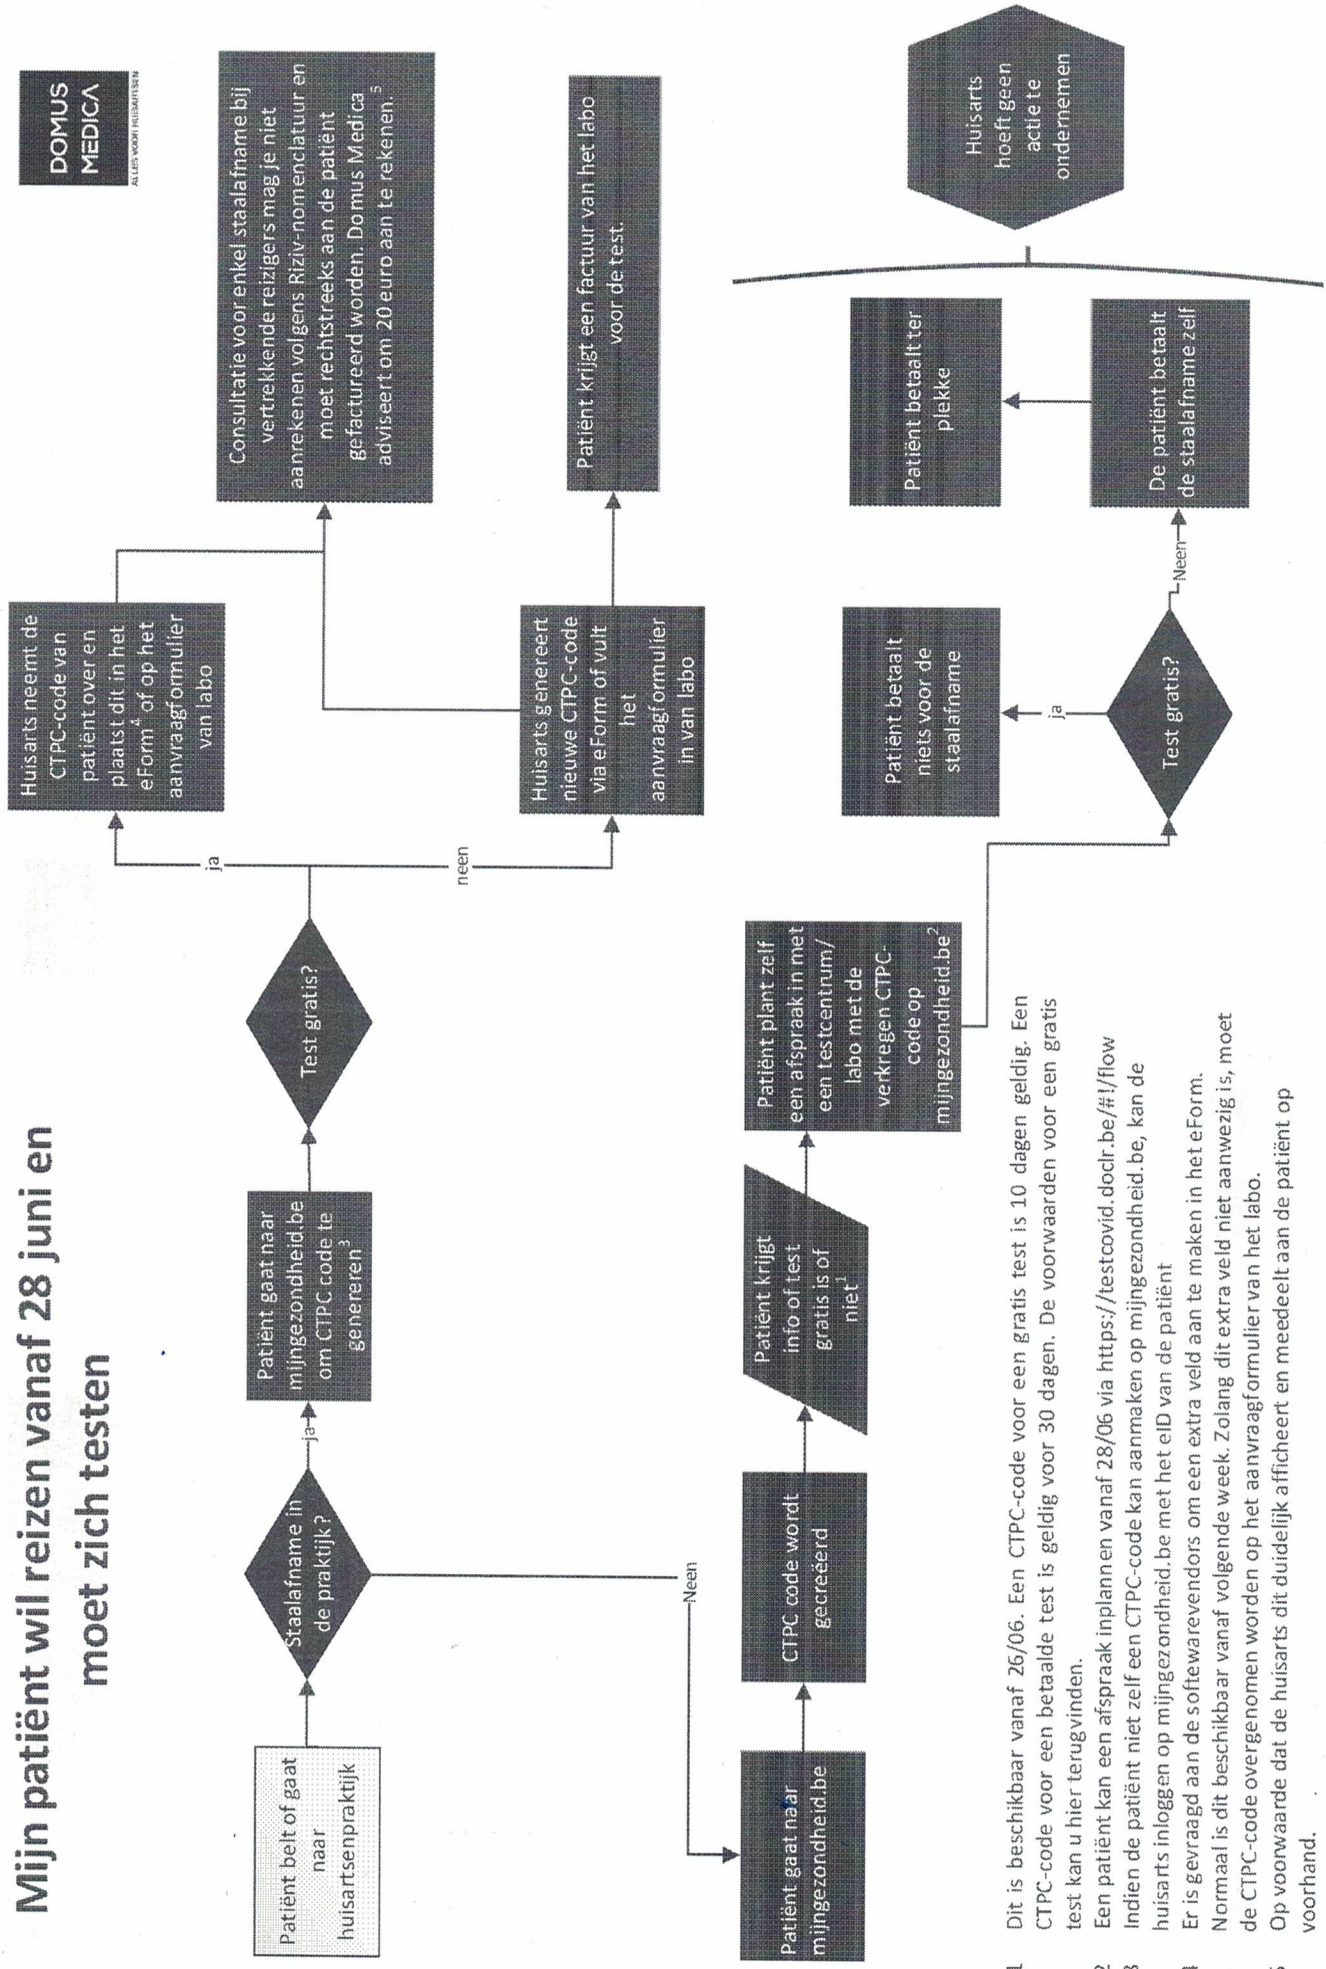 Mijn patiënt wil reizen vanaf 28 juni en
moet zich testen
DOMUS
MEDICA
ALLES VOOR HUISARTSEN
Patiënt belt of gaat
naar
huisartsenpraktijk
Staalafname in
de praktijk?
ja
Patiënt gaat naar
mijngezondheid.be
om CTPC code te
genereren3
Test gratis?
ja
neen
Huisarts neemt de
CTPC-code van
patiënt over en
plaatst dit in het
eForm4 of op het
aanvraagformulier
van labo
Consultatie voor enkel staalafname bij
vertrekkende reizigers mag je niet
aanrekenen volgens Riziv-nomenclatuur en
moet rechtstreeks aan de patiënt
gefactureerd worden. Domus Medica
adviseert om 20 euro aan te rekenen.5
Huisarts genereert
nieuwe CTPC-code
via eForm of vult
het
aanvraagformulier
in van labo
Patiënt krijgt een factuur van het labo
voor de test.
Neen
Patiënt gaat naar
mijngezondheid.be
CTPC code wordt
gecreëerd
Patiënt krijgt
info of test
gratis is of
niet1
Patiënt plant zelf
een afspraak in met
een testcentrum/
labo met de
verkregen CTPC-
code op
mijngezondheid.be2
Test gratis?
ja
Patiënt betaalt
niets voor de
staalafname
Neen
De patiënt betaalt
de staalafname zelf
Patiënt betaalt ter
plekke
Huisarts
hoeft geen
actie te
ondernemen
1 Dit is beschikbaar vanaf 26/06. Een CTPC-code voor een gratis test is 10 dagen geldig. Een
CTPC-code voor een betaalde test is geldig voor 30 dagen. De voorwaarden voor een gratis
test kan u hier terugvinden.
2 Een patiënt kan een afspraak inplannen vanaf 28/06 via https://testcovid.doclr.be/#!/flow
3 Indien de patiënt niet zelf een CTPC-code kan aanmaken op mijngezondheid.be, kan de
huisarts inloggen op mijngezondheid.be met het eID van de patiënt
4 Er is gevraagd aan de softewarevendors om een extra veld aan te maken in het eForm.
Normaal is dit beschikbaar vanaf volgende week. Zolang dit extra veld niet aanwezig is, moet
de CTPC-code overgenomen worden op het aanvraagformulier van het labo.
5 Op voorwaarde dat de huisarts dit duidelijk afficheert en meedeelt aan de patiënt op
voorhand.